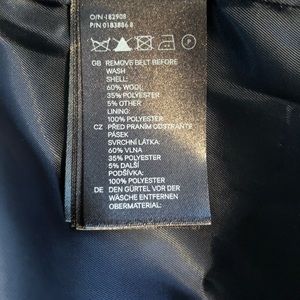 O/N-182908
P/N 0183886 8
GB REMOVE BELT BEFORE
WASH
SHELL:
60% WOOL
35% POLYESTER
5% OTHER
LINING:
100% POLYESTER
CZ PŘED PRANÍM ODSTRAŇTE
PÁSEK
SVRCHNÍ LÁTKA:
60% VLNA
35% POLYESTER
5% DALŠÍ
PODŠÍVKA:
100% POLYESTER
DE DEN GÜRTEL VOR DER
WÄSCHE ENTFERNEN
OBERMATERIAL: